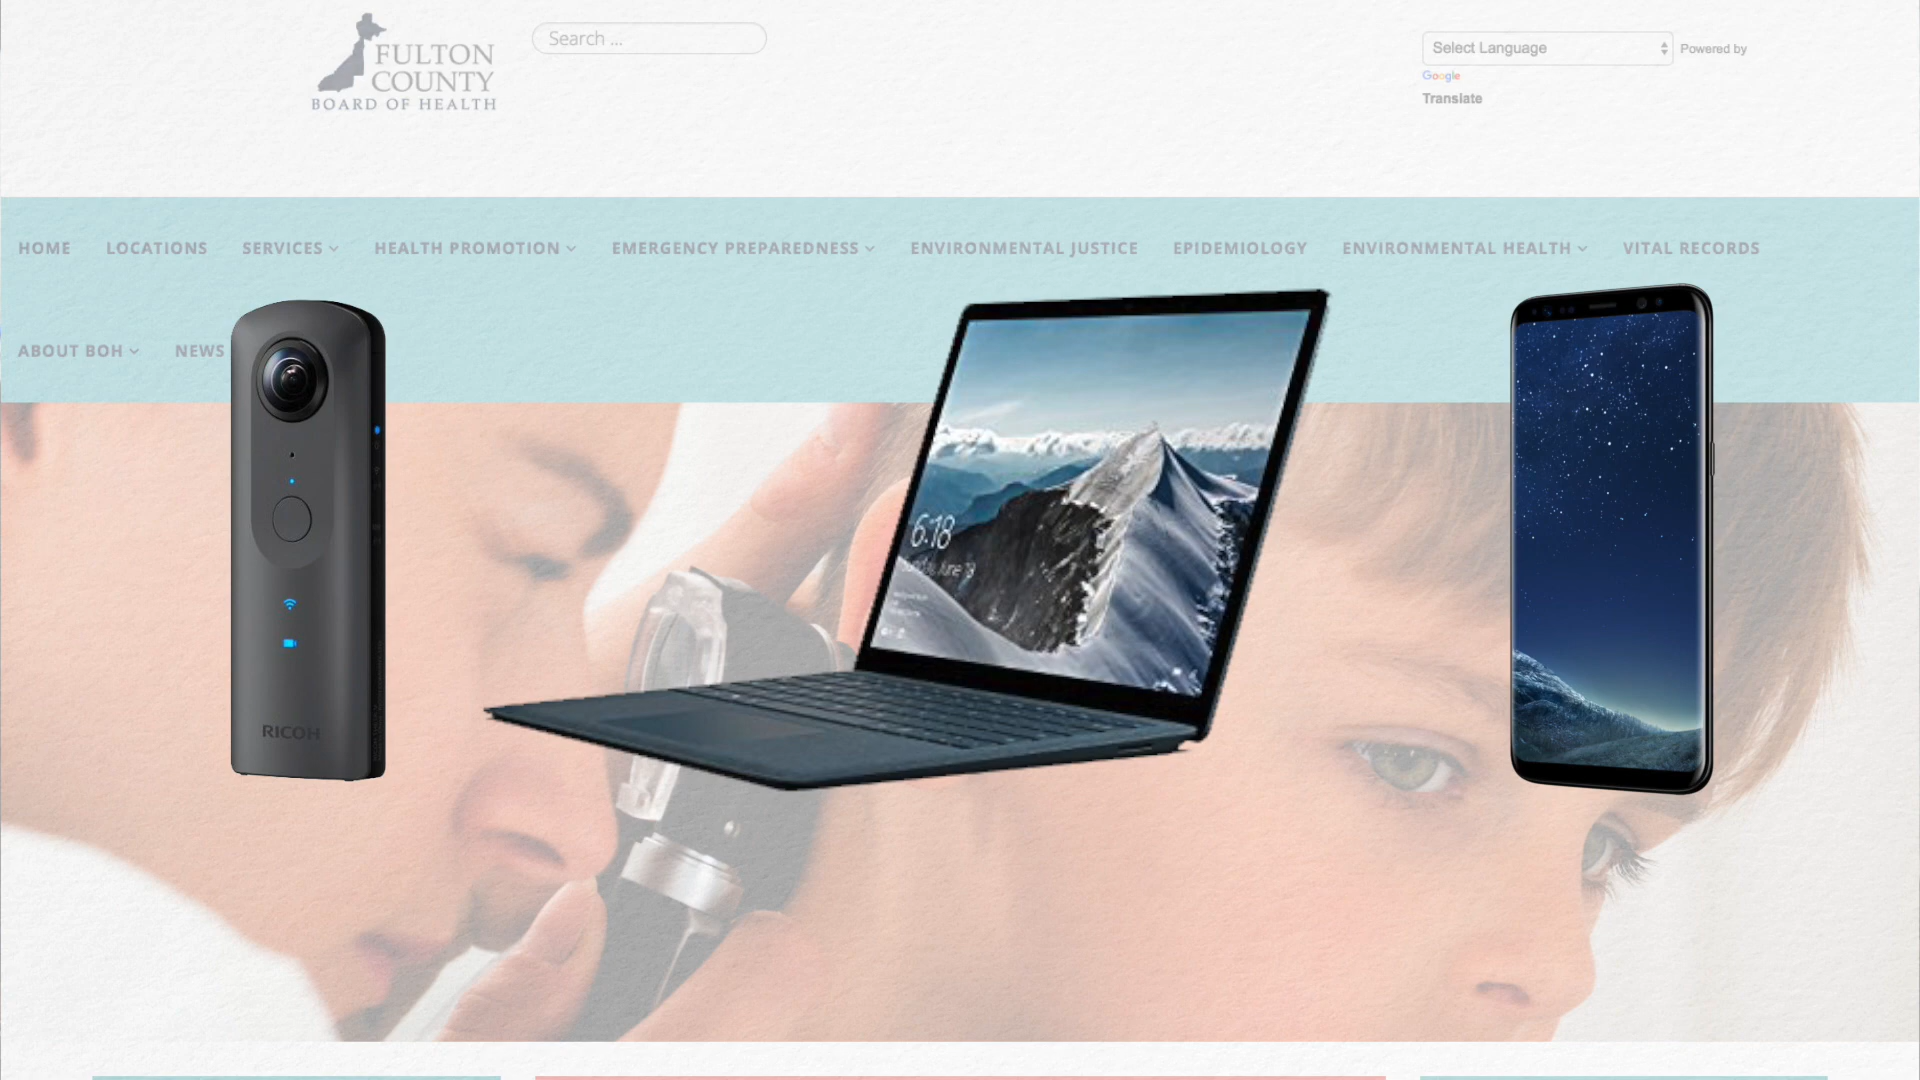 FULTON
COUNTY
BOARD OF HEALTH
Search ...
Select Language
Powered by
Google
Translate
HOME
LOCATIONS
SERVICES
HEALTH PROMOTION
EMERGENCY PREPAREDNESS
ENVIRONMENTAL JUSTICE
EPIDEMIOLOGY
ENVIRONMENTAL HEALTH
VITAL RECORDS
ABOUT BOH
NEWS
6:18
June
RICOH